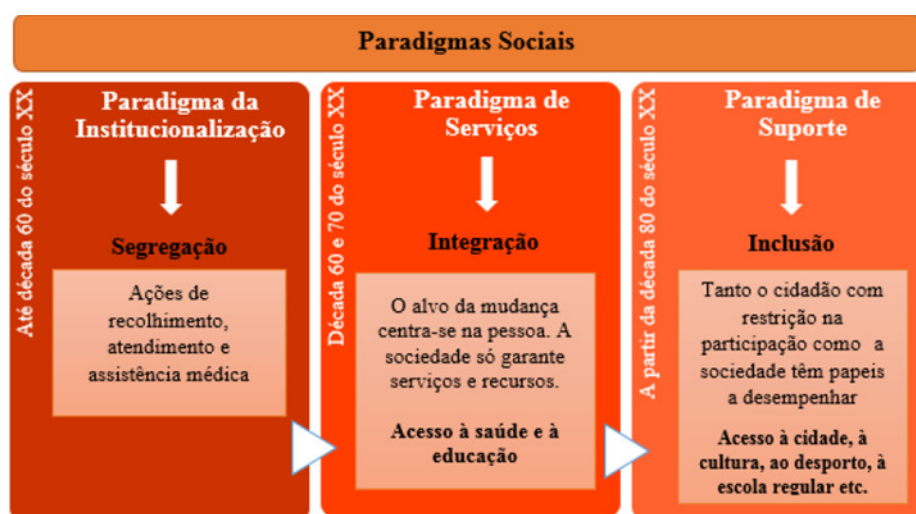 Paradigmas Sociais
Até década 60 do século XX
Paradigma da
Institucionalização
Segregação
Ações de
recolhimento,
atendimento e
assistência médica
Década 60 e 70 do século XX
Paradigma de
Serviços
Integração
O alvo da mudança
centra-se na pessoa. A
sociedade só garante
serviços e recursos.
Acesso à saúde e à
educação
A partir da década 80 do século XX
Paradigma de
Suporte
Inclusão
Tanto o cidadão com
restrição na
participação como a
sociedade têm papeis
a desempenhar
Acesso à cidade, à
cultura, ao desporto, à
escola regular etc.